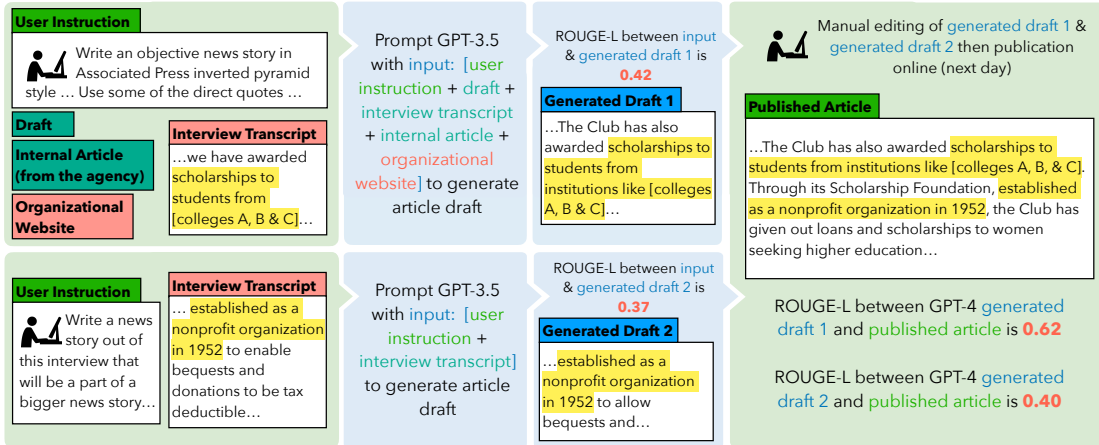 User Instruction
Write an objective news story in
Associated Press inverted pyramid
style … Use some of the direct quotes …
Draft
Internal Article
(from the agency)
Organizational
Website
Interview Transcript
…we have awarded
scholarships to
students from
[colleges A, B & C]…
Prompt GPT-3.5
with input: [user
instruction + draft +
interview transcript
+ internal article +
organizational
website] to generate
article draft
ROUGE-L between input
& generated draft 1 is
0.42
Generated Draft 1
…The Club has also
awarded scholarships to
students from
institutions like [colleges
A, B, & C]…
User Instruction
Write a news
story out of
this interview that
will be a part of a
bigger news story…
Interview Transcript
… established as a
nonprofit organization
in 1952 to enable
bequests and
donations to be tax
deductible…
Prompt GPT-3.5
with input: [user
instruction +
interview transcript]
to generate article
draft
ROUGE-L between input
& generated draft 2 is
0.37
Generated Draft 2
…established as a
nonprofit organization
in 1952 to allow
bequests and…
Manual editing of generated draft 1 &
generated draft 2 then publication
online (next day)
Published Article
…The Club has also awarded scholarships to
students from institutions like [colleges A, B, & C].
Through its Scholarship Foundation, established
as a nonprofit organization in 1952, the Club has
given out loans and scholarships to women
seeking higher education…
ROUGE-L between GPT-4 generated
draft 1 and published article is 0.62
ROUGE-L between GPT-4 generated
draft 2 and published article is 0.40